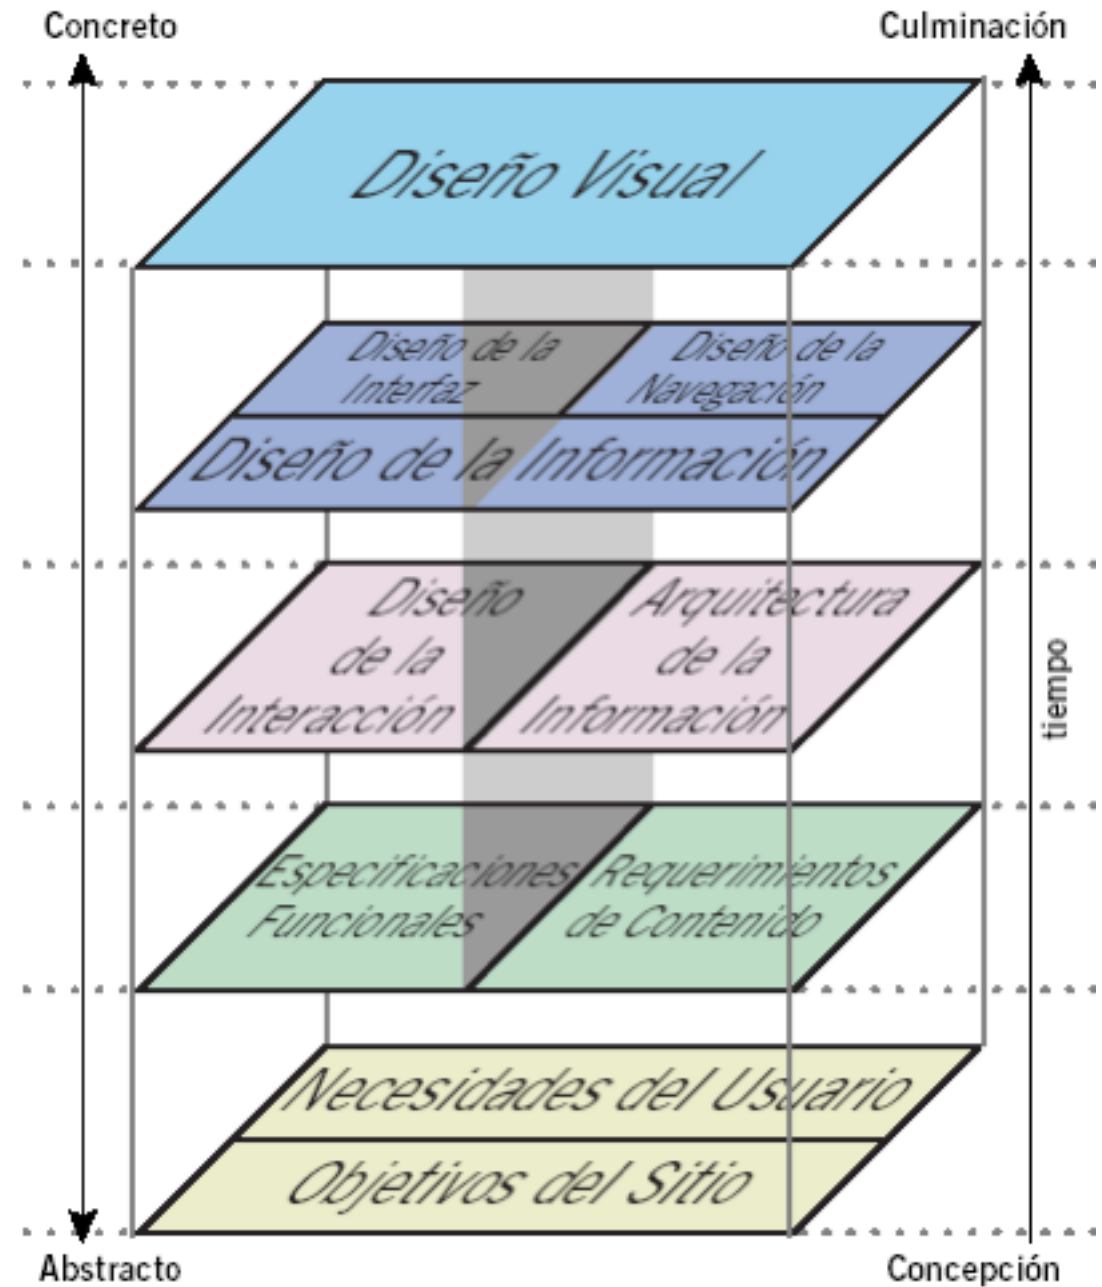 Concreto
Culminación
Diseño Visual
Diseño de la
Interfaz
Diseño de la
Navegación
Diseño de la Información
Diseño
de la
Interacción
Arquitectura
de la
Información
tiempo
Especificaciones
Funcionales
Requerimientos
de Contenido
Necesidades del Usuario
Objetivos del Sitio
Abstracto
Concepción